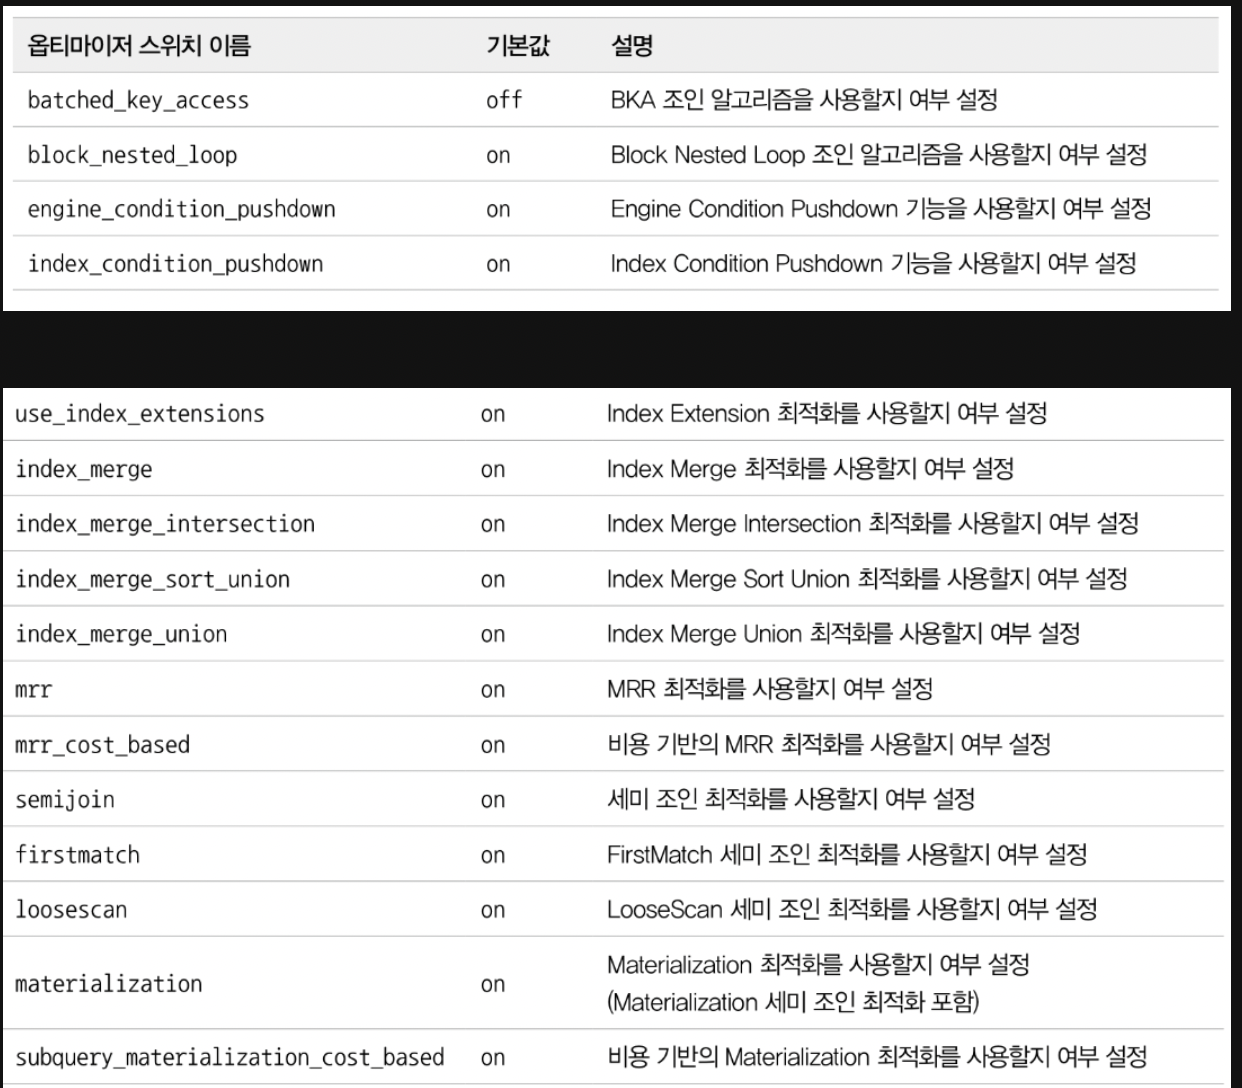 옵티마이저 스위치 이름 기본값 설명
batched_key_access off BKA 조인 알고리즘을 사용할지 여부 설정
block_nested_loop on Block Nested Loop 조인 알고리즘을 사용할지 여부 설정
engine_condition_pushdown on Engine Condition Pushdown 기능을 사용할지 여부 설정
index_condition_pushdown on Index Condition Pushdown 기능을 사용할지 여부 설정
use_index_extensions on Index Extension 최적화를 사용할지 여부 설정
index_merge on Index Merge 최적화를 사용할지 여부 설정
index_merge_intersection on Index Merge Intersection 최적화를 사용할지 여부 설정
index_merge_sort_union on Index Merge Sort Union 최적화를 사용할지 여부 설정
index_merge_union on Index Merge Union 최적화를 사용할지 여부 설정
mrr on MRR 최적화를 사용할지 여부 설정
mrr_cost_based on 비용 기반의 MRR 최적화를 사용할지 여부 설정
semijoin on 세미 조인 최적화를 사용할지 여부 설정
firstmatch on FirstMatch 세미 조인 최적화를 사용할지 여부 설정
loosescan on LooseScan 세미 조인 최적화를 사용할지 여부 설정
materialization on Materialization 최적화를 사용할지 여부 설정
(Materialization 세미 조인 최적화 포함)
subquery_materialization_cost_based on 비용 기반의 Materialization 최적화를 사용할지 여부 설정